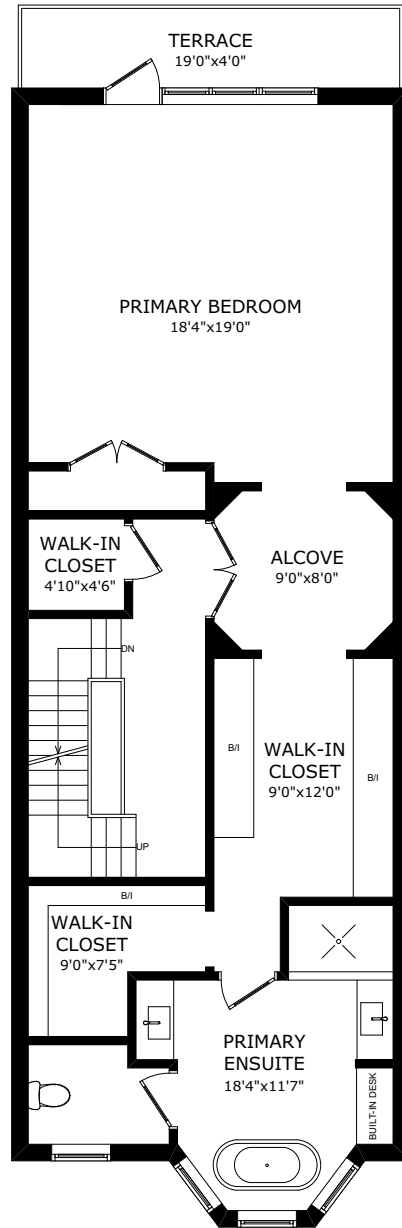 TERRACE
19'0"x4'0"
PRIMARY BEDROOM
18'4"x19'0"
WALK-IN
CLOSET
4'10"x4'6"
ALCOVE
9'0"x8'0"
DN
B/I
WALK-IN
CLOSET
9'0"x12'0"
B/I
UP
B/I
WALK-IN
CLOSET
9'0"x7'5"
PRIMARY
ENSUITE
18'4"x11'7"
BUILT-IN DESK